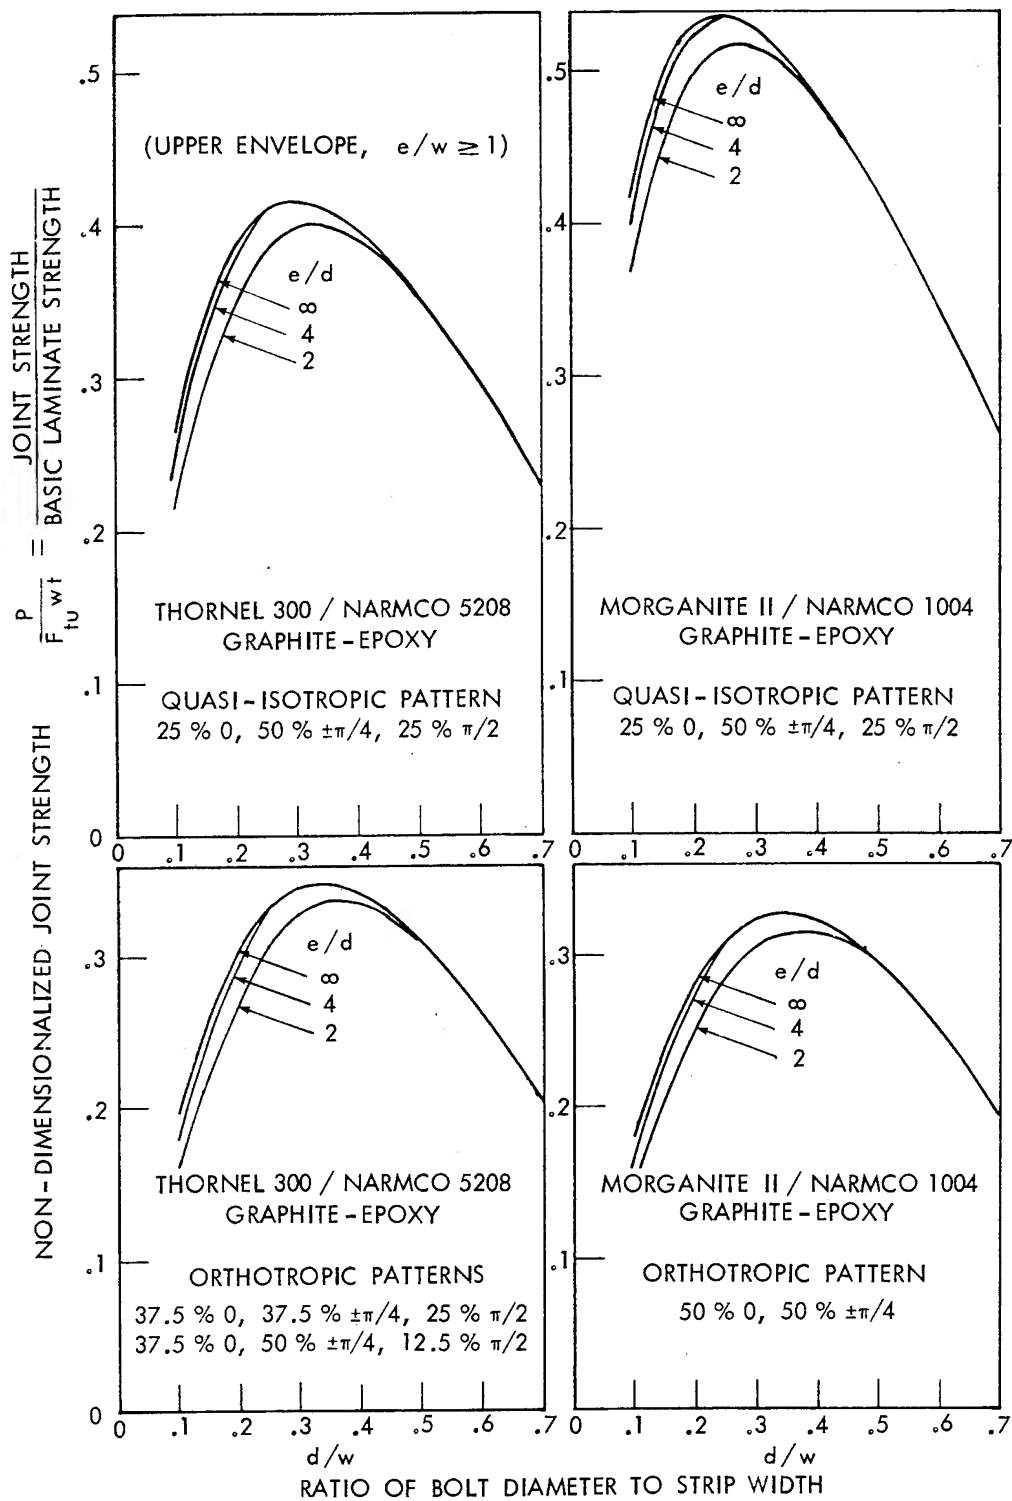 NON-DIMENSIONALIZED JOINT STRENGTH P / F_tu wt = JOINT STRENGTH / BASIC LAMINATE STRENGTH
.5
.4
.3
.2
.1
0
(UPPER ENVELOPE, e/w ≥ 1)
e/d
∞
4
2
THORNEL 300 / NARMCO 5208
GRAPHITE-EPOXY
QUASI-ISOTROPIC PATTERN
25 % 0, 50 % ±π/4, 25 % π/2
0 .1 .2 .3 .4 .5 .6 .7
.5
.4
.3
.2
.1
e/d
∞
4
2
MORGANITE II / NARMCO 1004
GRAPHITE-EPOXY
QUASI-ISOTROPIC PATTERN
25 % 0, 50 % ±π/4, 25 % π/2
0 .1 .2 .3 .4 .5 .6 .7
.3
.2
.1
0
e/d
∞
4
2
THORNEL 300 / NARMCO 5208
GRAPHITE-EPOXY
ORTHOTROPIC PATTERNS
37.5 % 0, 37.5 % ±π/4, 25 % π/2
37.5 % 0, 50 % ±π/4, 12.5 % π/2
0 .1 .2 .3 .4 .5 .6 .7
d/w
.3
.2
.1
e/d
∞
4
2
MORGANITE II / NARMCO 1004
GRAPHITE-EPOXY
ORTHOTROPIC PATTERN
50 % 0, 50 % ±π/4
0 .1 .2 .3 .4 .5 .6 .7
d/w
RATIO OF BOLT DIAMETER TO STRIP WIDTH